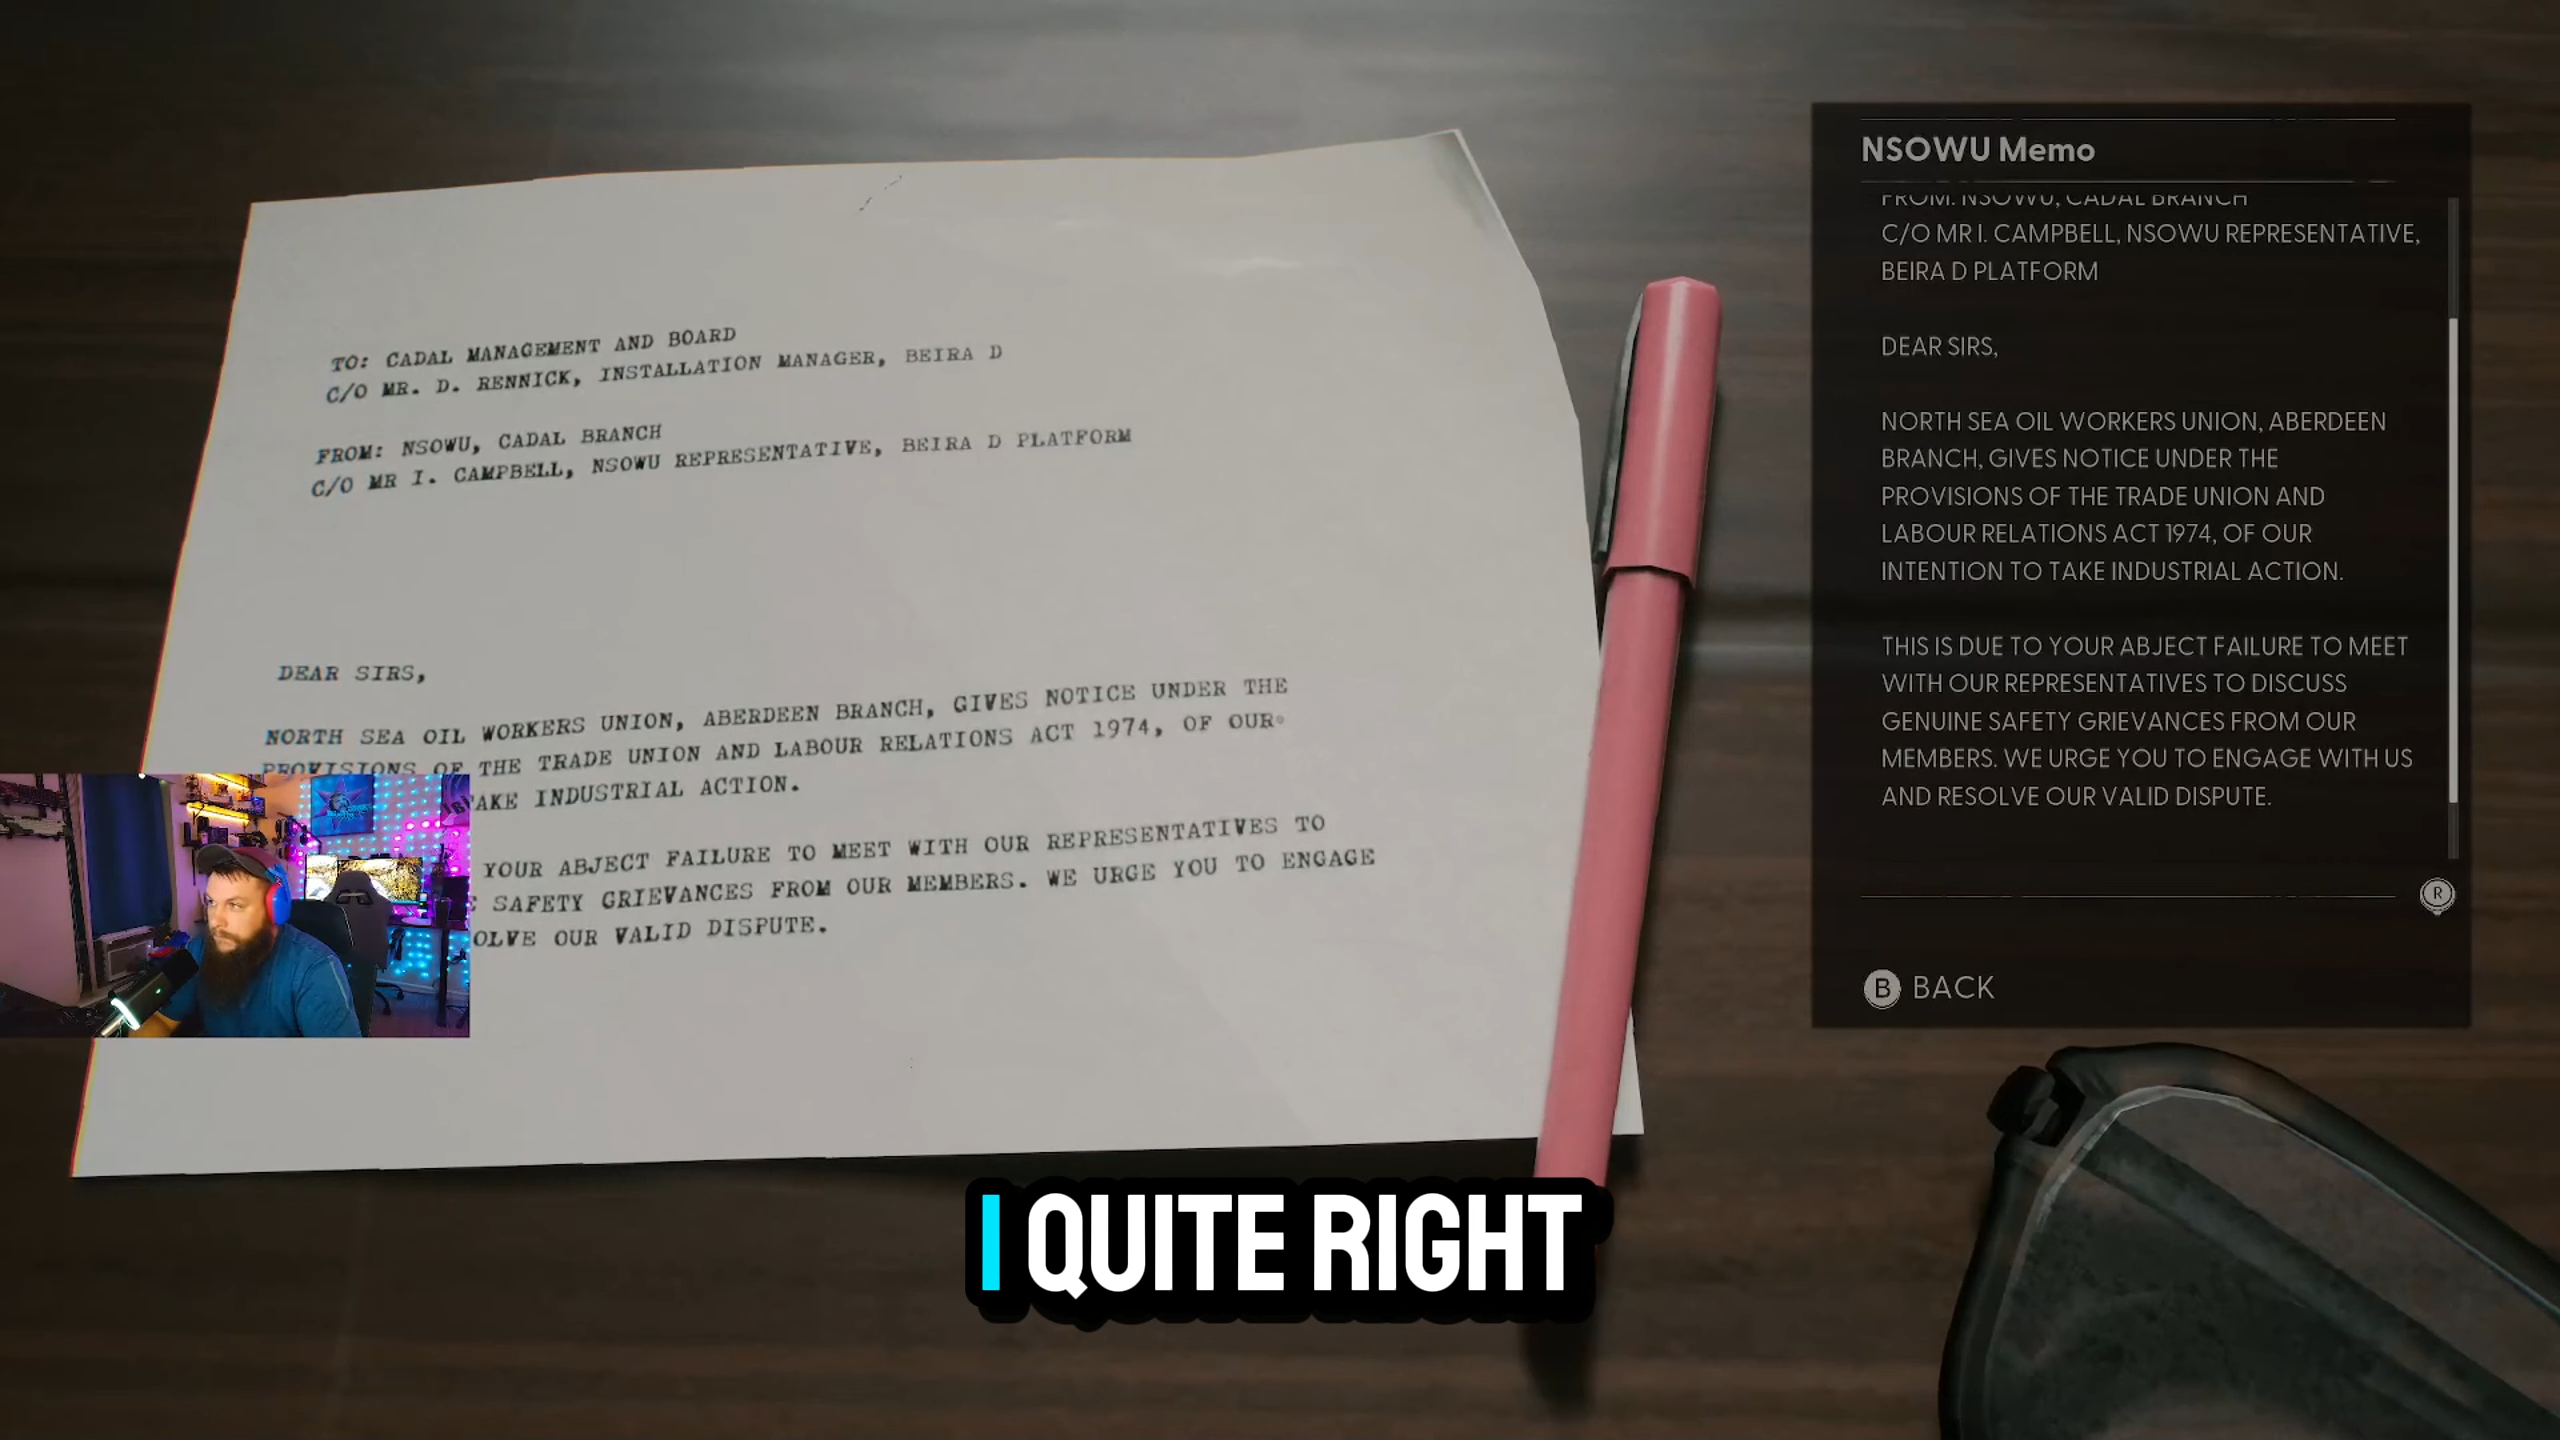 TO: CADAL MANAGEMENT AND BOARD
C/O MR. D. RENNICK, INSTALLATION MANAGER, BEIRA D
FROM: NSOWU, CADAL BRANCH
C/O MR I. CAMPBELL, NSOWU REPRESENTATIVE, BEIRA D PLATFORM
DEAR SIRS,
NORTH SEA OIL WORKERS UNION, ABERDEEN BRANCH, GIVES NOTICE UNDER THE
PROVISIONS OF THE TRADE UNION AND LABOUR RELATIONS ACT 1974, OF OUR
TAKE INDUSTRIAL ACTION.
YOUR ABJECT FAILURE TO MEET WITH OUR REPRESENTATIVES TO
SAFETY GRIEVANCES FROM OUR MEMBERS. WE URGE YOU TO ENGAGE
OLVE OUR VALID DISPUTE.
NSOWU Memo
FROM: NSOWU, CADAL BRANCH
C/O MR I. CAMPBELL, NSOWU REPRESENTATIVE,
BEIRA D PLATFORM
DEAR SIRS,
NORTH SEA OIL WORKERS UNION, ABERDEEN
BRANCH, GIVES NOTICE UNDER THE
PROVISIONS OF THE TRADE UNION AND
LABOUR RELATIONS ACT 1974, OF OUR
INTENTION TO TAKE INDUSTRIAL ACTION.
THIS IS DUE TO YOUR ABJECT FAILURE TO MEET
WITH OUR REPRESENTATIVES TO DISCUSS
GENUINE SAFETY GRIEVANCES FROM OUR
MEMBERS. WE URGE YOU TO ENGAGE WITH US
AND RESOLVE OUR VALID DISPUTE.
R
B BACK
I QUITE RIGHT